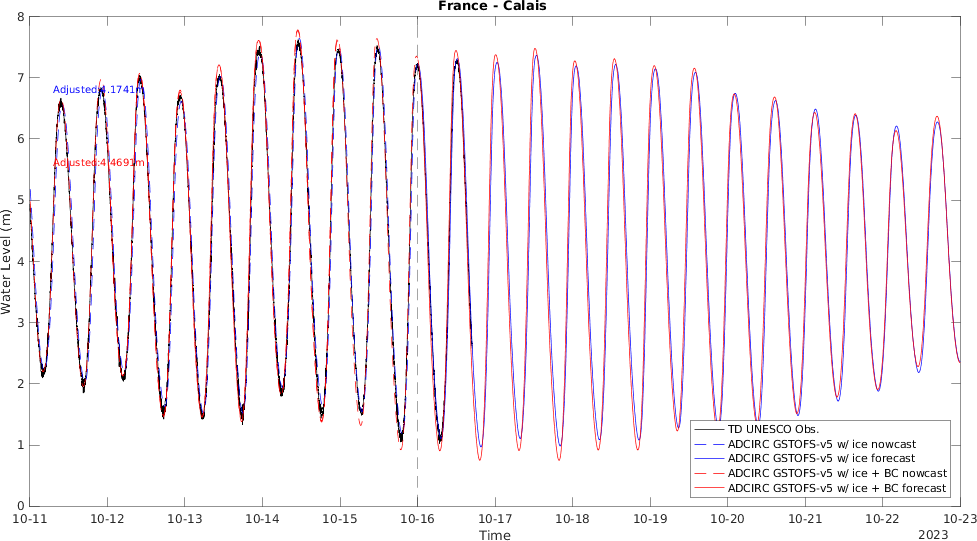 France - Calais
8
7
6
5
4
3
2
1
0
Water Level (m)
Adjusted:4.1741m
Adjusted:4.4691m
TD UNESCO Obs.
ADCIRC GSTOFS-v5 w/ ice nowcast
ADCIRC GSTOFS-v5 w/ ice forecast
ADCIRC GSTOFS-v5 w/ ice + BC nowcast
ADCIRC GSTOFS-v5 w/ ice + BC forecast
10-11 10-12 10-13 10-14 10-15 10-16 10-17 10-18 10-19 10-20 10-21 10-22 10-23
Time
2023